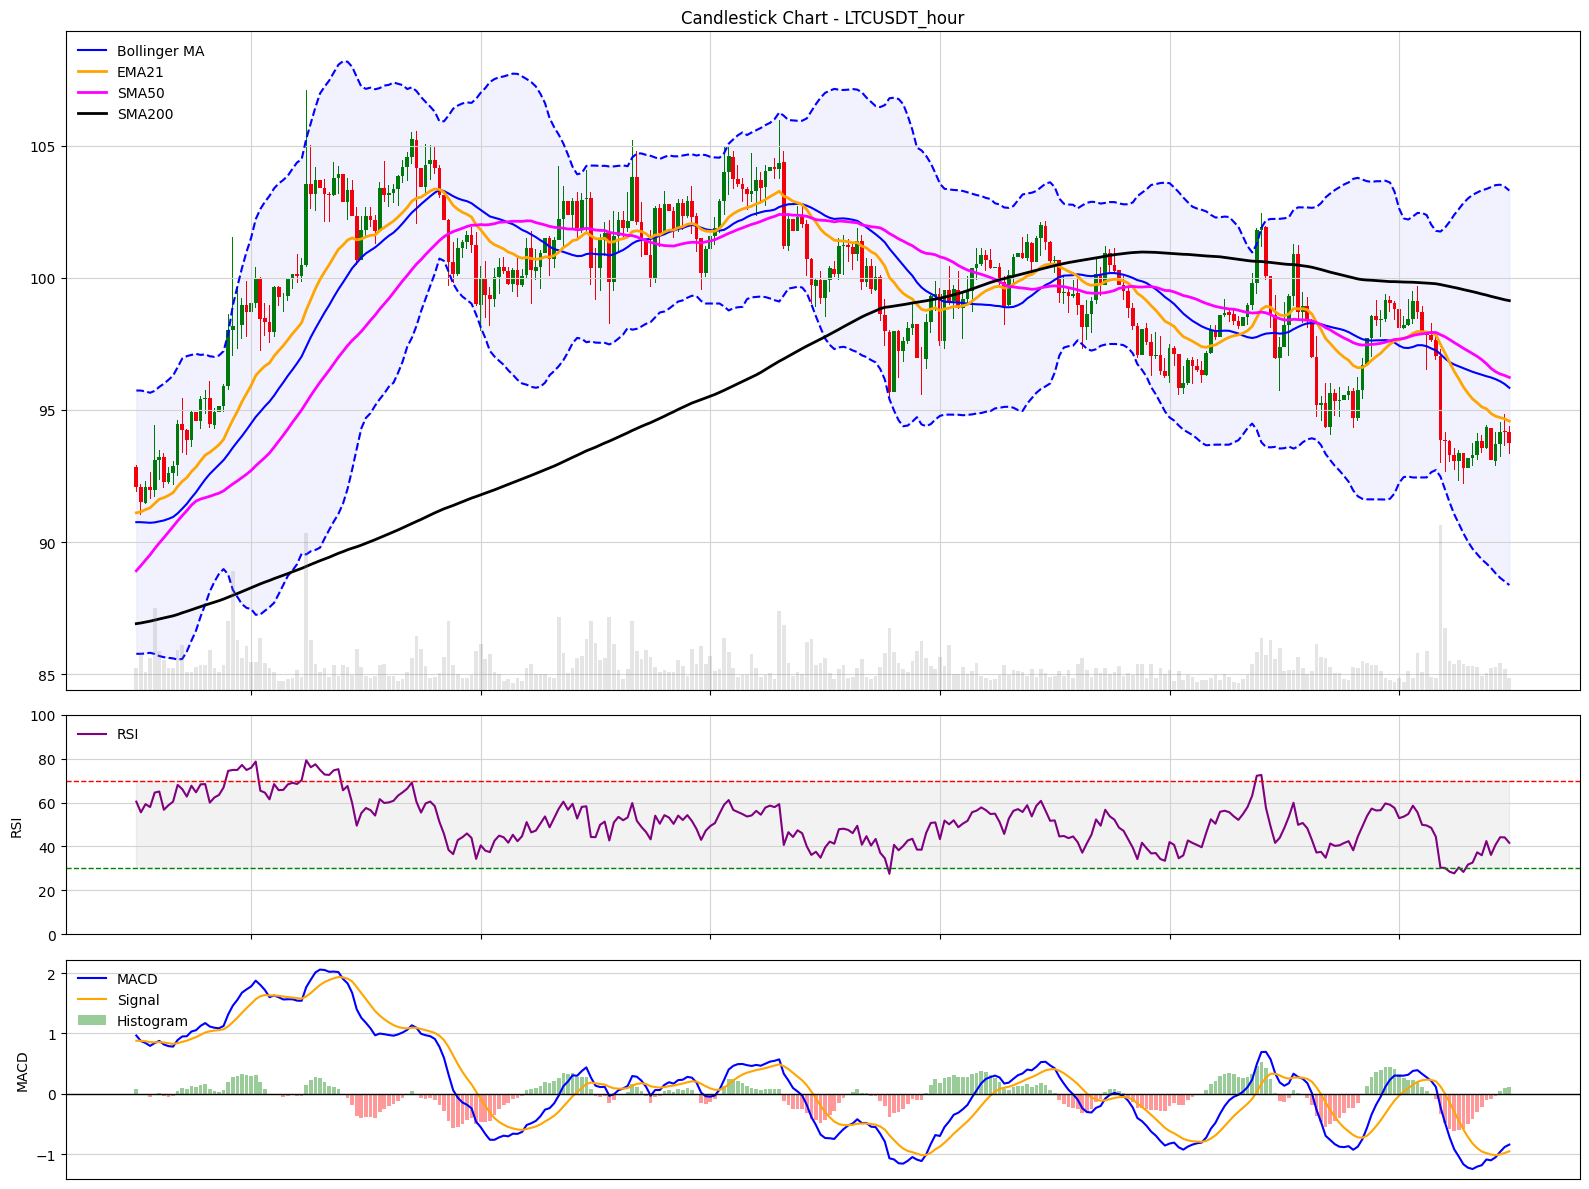 Candlestick Chart - LTCUSDT_hour
Bollinger MA
EMA21
SMA50
SMA200
105
100
95
90
85
100
80
60
40
20
0
RSI
RSI
2
1
0
−1
MACD
MACD
Signal
Histogram